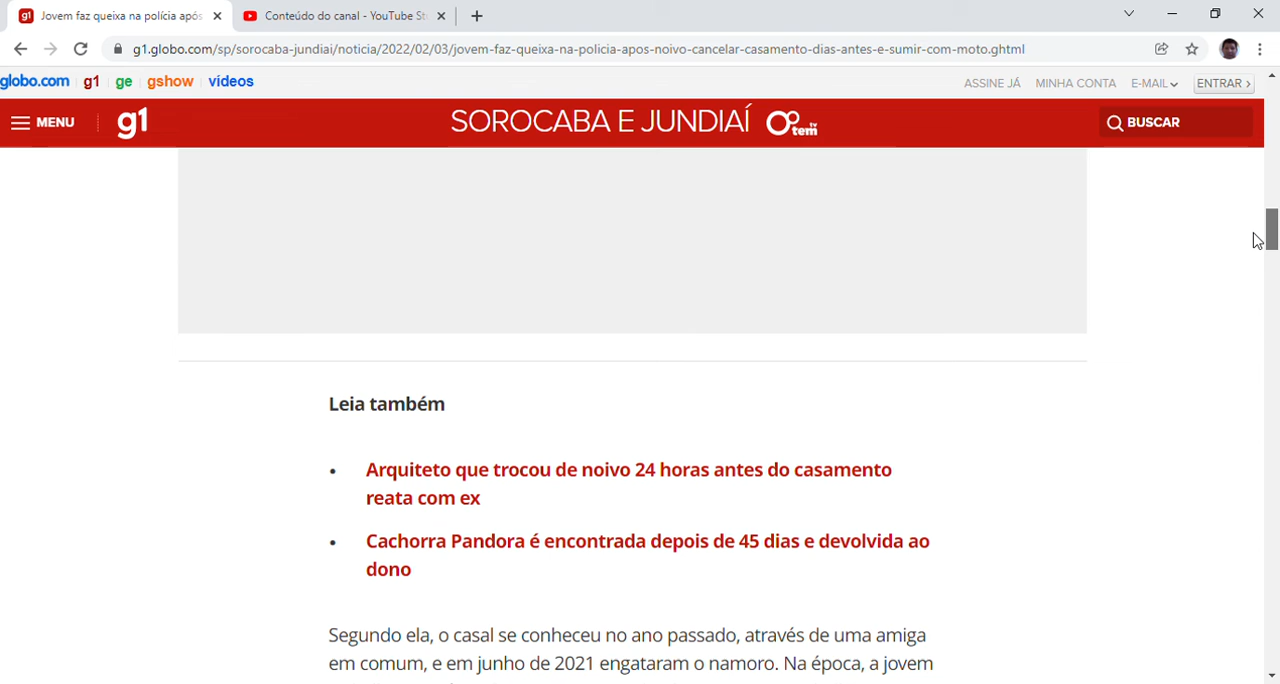 Jovem faz queixa na polícia após
Conteúdo do canal - YouTube St
g1.globo.com/sp/sorocaba-jundiai/noticia/2022/02/03/jovem-faz-queixa-na-policia-apos-noivo-cancelar-casamento-dias-antes-e-sumir-com-moto.ghtml
globo.com g1 ge gshow vídeos ASSINE JÁ MINHA CONTA E-MAIL ENTRAR
MENU g1 SOROCABA E JUNDIAÍ tv tem BUSCAR
Leia também
• Arquiteto que trocou de noivo 24 horas antes do casamento
reata com ex
• Cachorra Pandora é encontrada depois de 45 dias e devolvida ao
dono
Segundo ela, o casal se conheceu no ano passado, através de uma amiga
em comum, e em junho de 2021 engataram o namoro. Na época, a jovem